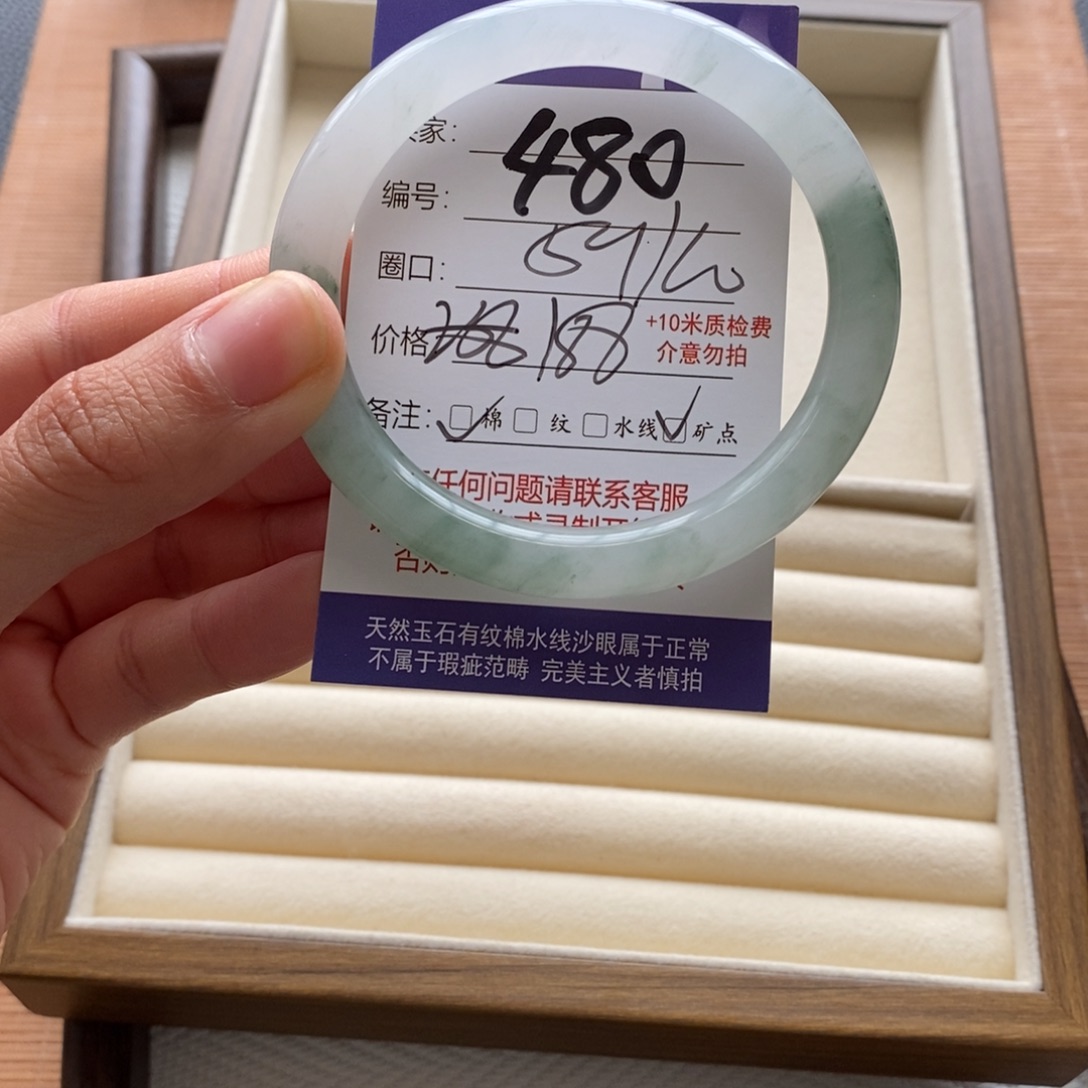 家: 480
编号:
圈口: 59/
价格 188 +10米质检费
介意勿拍
备注: ☑棉 ☐纹 ☐水线 ☑矿点
任何问题请联系客服
否则
天然玉石有纹棉水线沙眼属于正常
不属于瑕疵范畴 完美主义者慎拍